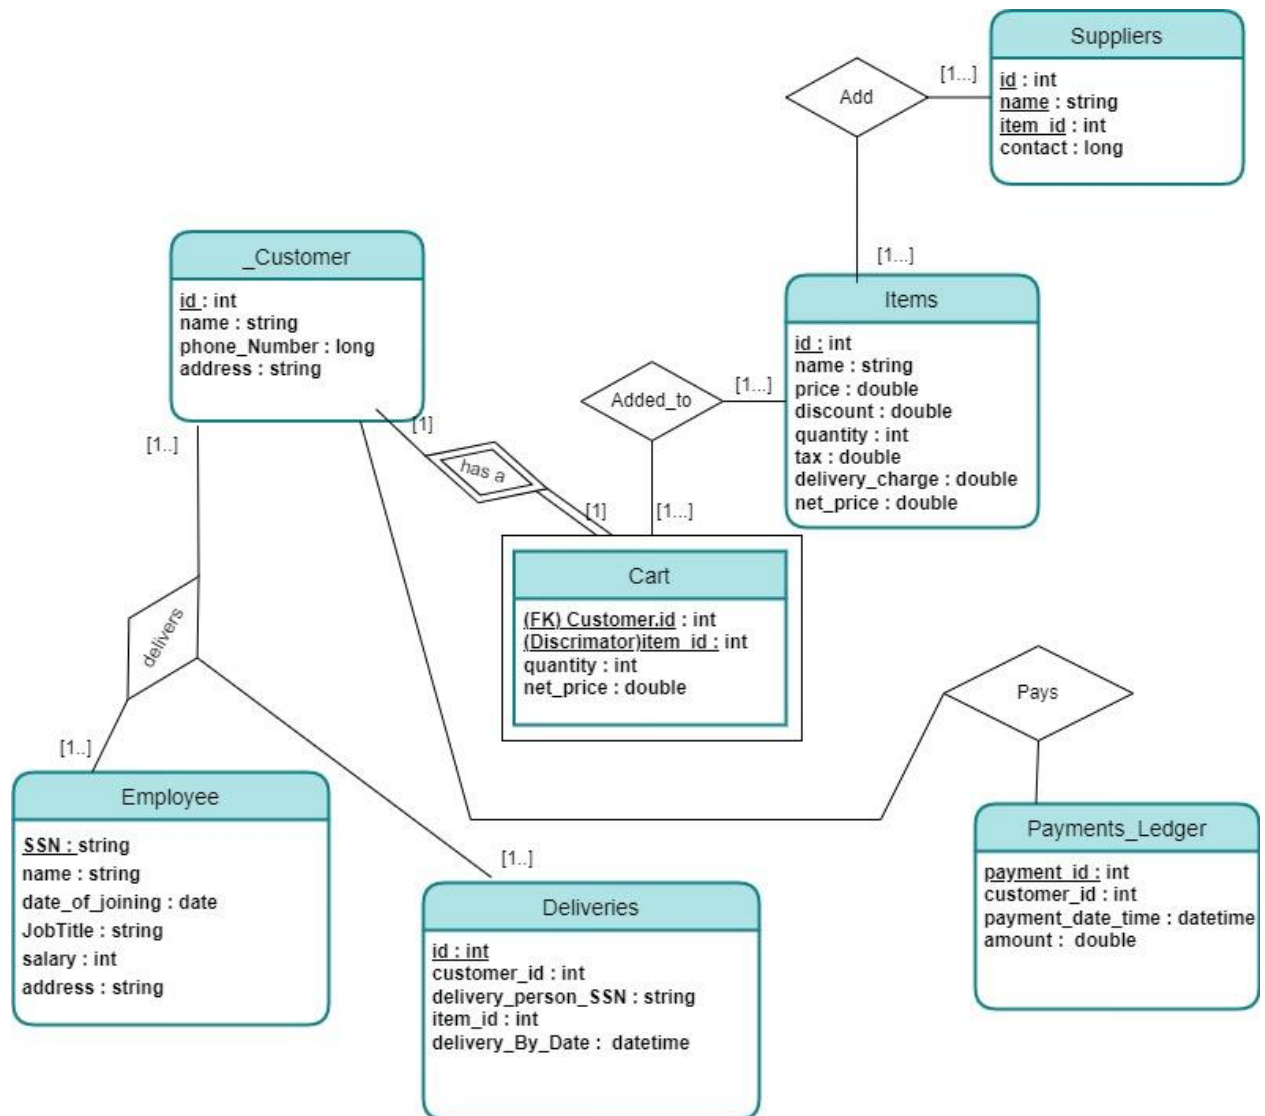 Suppliers
id : int
name : string
item_id : int
contact : long
Add
[1...]
[1...]
_Customer
id : int
name : string
phone_Number : long
address : string
Items
id : int
name : string
price : double
discount : double
quantity : int
tax : double
delivery_charge : double
net_price : double
Added_to
[1...]
[1...]
[1]
has a
[1]
[1..]
Cart
(FK) Customer.id : int
(Discrimator)item_id : int
quantity : int
net_price : double
delivers
[1..]
Pays
Employee
SSN : string
name : string
date_of_joining : date
JobTitle : string
salary : int
address : string
[1..]
Deliveries
id : int
customer_id : int
delivery_person_SSN : string
item_id : int
delivery_By_Date : datetime
Payments_Ledger
payment_id : int
customer_id : int
payment_date_time : datetime
amount : double